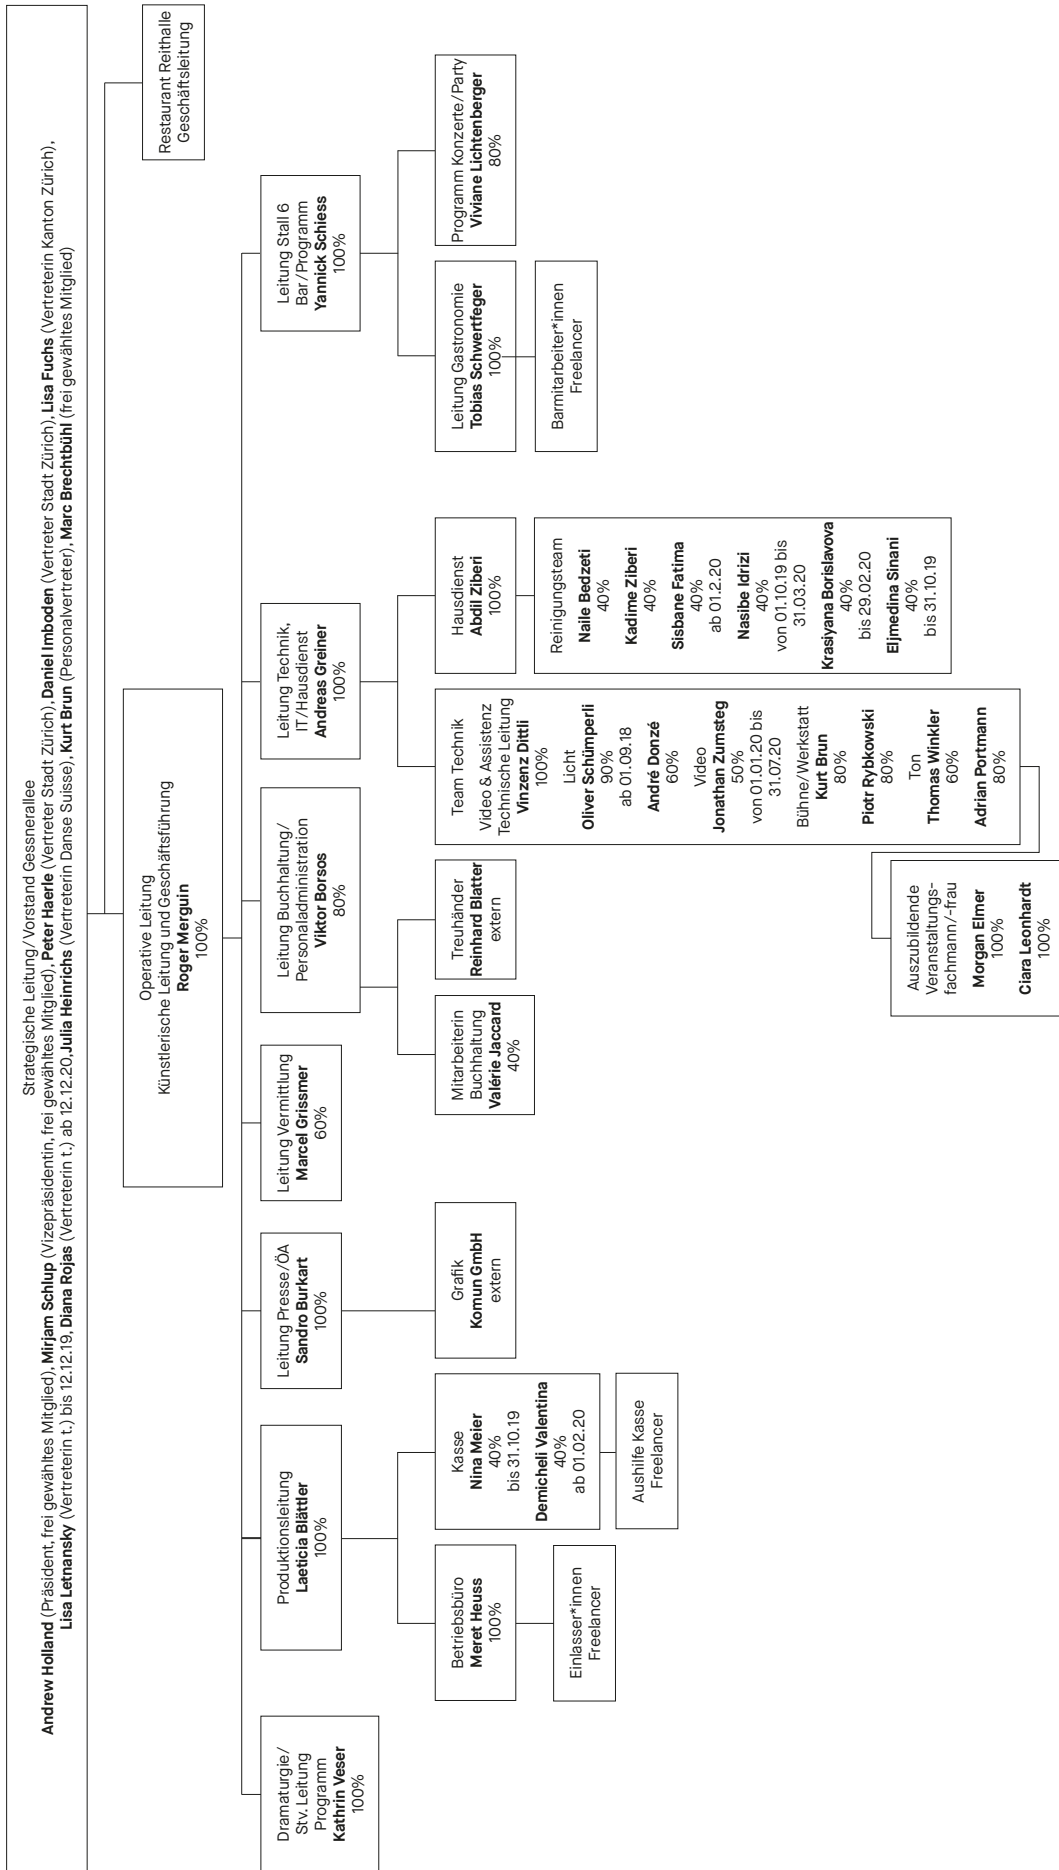 Strategische Leitung/Vorstand Gessnerallee
Andrew Holland (Präsident, frei gewähltes Mitglied), Mirjam Schlup (Vizepräsidentin, frei gewähltes Mitglied), Peter Haerle (Vertreter Stadt Zürich), Daniel Imboden (Vertreter Stadt Zürich), Lisa Fuchs (Vertreterin Kanton Zürich),
Lisa Letnansky (Vertreterin t.) bis 12.12.19, Diana Rojas (Vertreterin t.) ab 12.12.20, Julia Heinrichs (Vertreterin Danse Suisse), Kurt Brun (Personalvertreter), Marc Brechtbühl (frei gewähltes Mitglied)
Operative Leitung
Künstlerische Leitung und Geschäftsführung
Roger Merguin
100%
Restaurant Reithalle
Geschäftsleitung
Dramaturgie/
Stv. Leitung
Programm
Kathrin Veser
100%
Produktionsleitung
Laeticia Blättler
100%
Leitung Presse/ÖA
Sandro Burkart
100%
Leitung Vermittlung
Marcel Grissmer
60%
Leitung Buchhaltung/
Personaladministration
Viktor Borsos
80%
Leitung Technik,
IT/Hausdienst
Andreas Greiner
100%
Leitung Stall 6
Bar/Programm
Yannick Schiess
100%
Betriebsbüro
Meret Heuss
100%
Einlasser*innen
Freelancer
Kasse
Nina Meier
40%
bis 31.10.19
Demicheli Valentina
40%
ab 01.02.20
Aushilfe Kasse
Freelancer
Grafik
Komun GmbH
extern
Mitarbeiterin
Buchhaltung
Valérie Jaccard
40%
Treuhänder
Reinhard Blatter
extern
Team Technik
Video & Assistenz
Technische Leitung
Vinzenz Dittli
100%
Licht
Oliver Schümperli
90%
ab 01.09.18
André Donzé
60%
Video
Jonathan Zumsteg
50%
von 01.01.20 bis
31.07.20
Bühne/Werkstatt
Kurt Brun
80%
Piotr Rybkowski
80%
Ton
Thomas Winkler
60%
Adrian Portmann
80%
Auszubildende
Veranstaltungs-
fachmann/-frau
Morgan Elmer
100%
Ciara Leonhardt
100%
Hausdienst
Abdil Ziberi
100%
Reinigungsteam
Naile Bedzeti
40%
Kadime Ziberi
40%
Sisbane Fatima
40%
ab 01.2.20
Nasibe Idrizi
40%
von 01.10.19 bis
31.03.20
Krasiyana Borislavova
40%
bis 29.02.20
Eljmedina Sinani
40%
bis 31.10.19
Leitung Gastronomie
Tobias Schwertfeger
100%
Barmitarbeiter*innen
Freelancer
Programm Konzerte/Party
Viviane Lichtenberger
80%